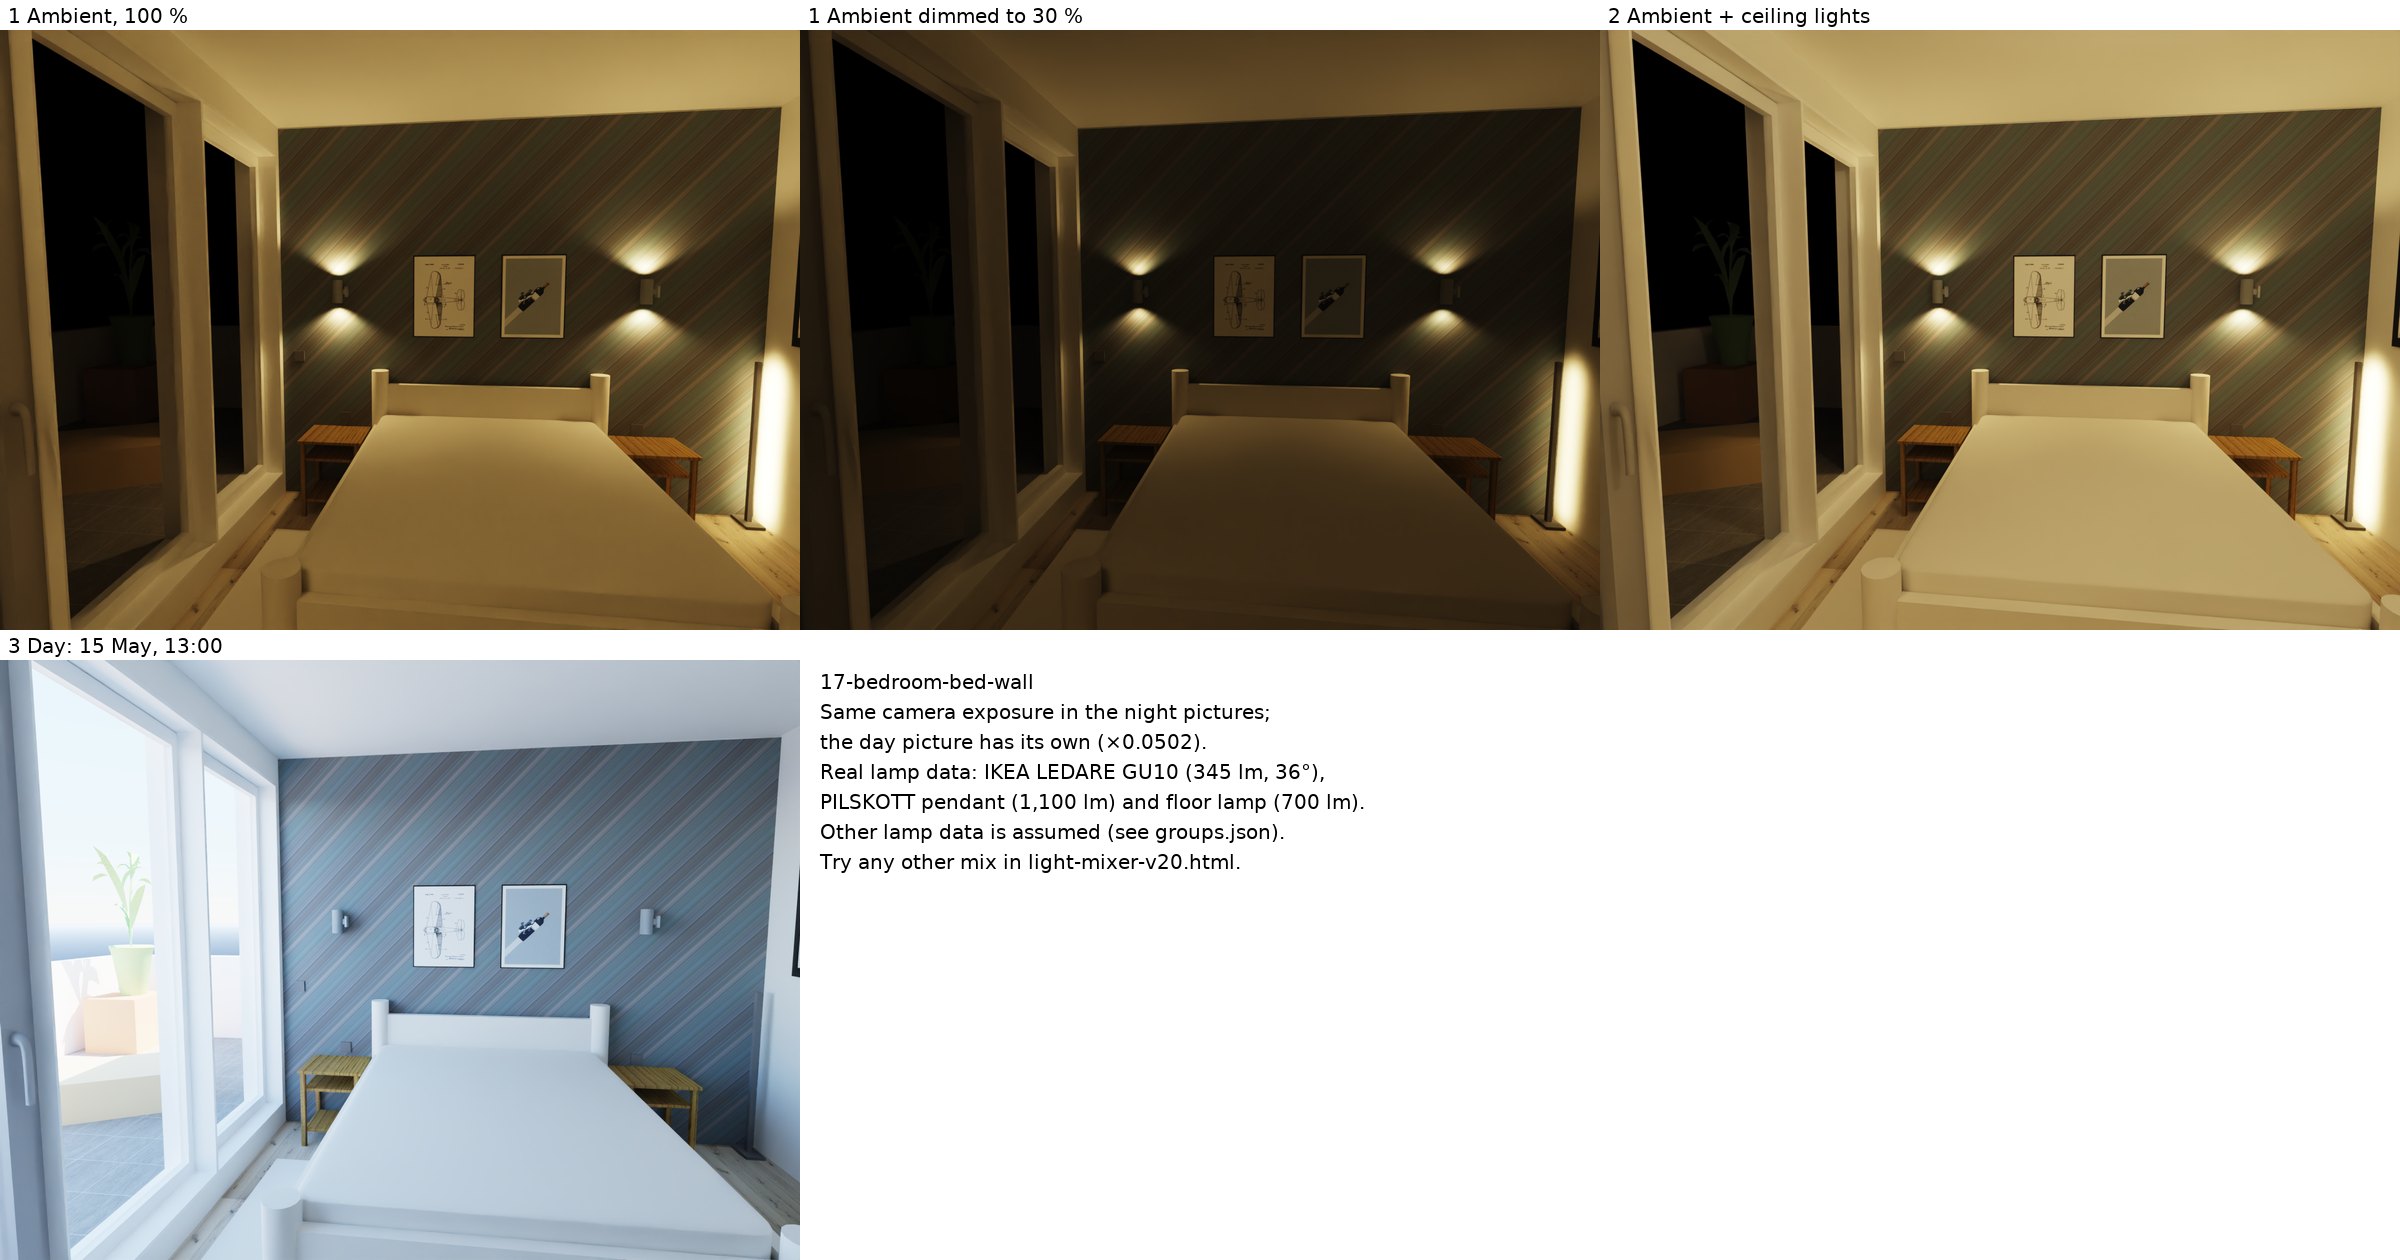 1 Ambient, 100 %
1 Ambient dimmed to 30 %
2 Ambient + ceiling lights
3 Day: 15 May, 13:00
17-bedroom-bed-wall
Same camera exposure in the night pictures;
the day picture has its own (×0.0502).
Real lamp data: IKEA LEDARE GU10 (345 lm, 36°),
PILSKOTT pendant (1,100 lm) and floor lamp (700 lm).
Other lamp data is assumed (see groups.json).
Try any other mix in light-mixer-v20.html.